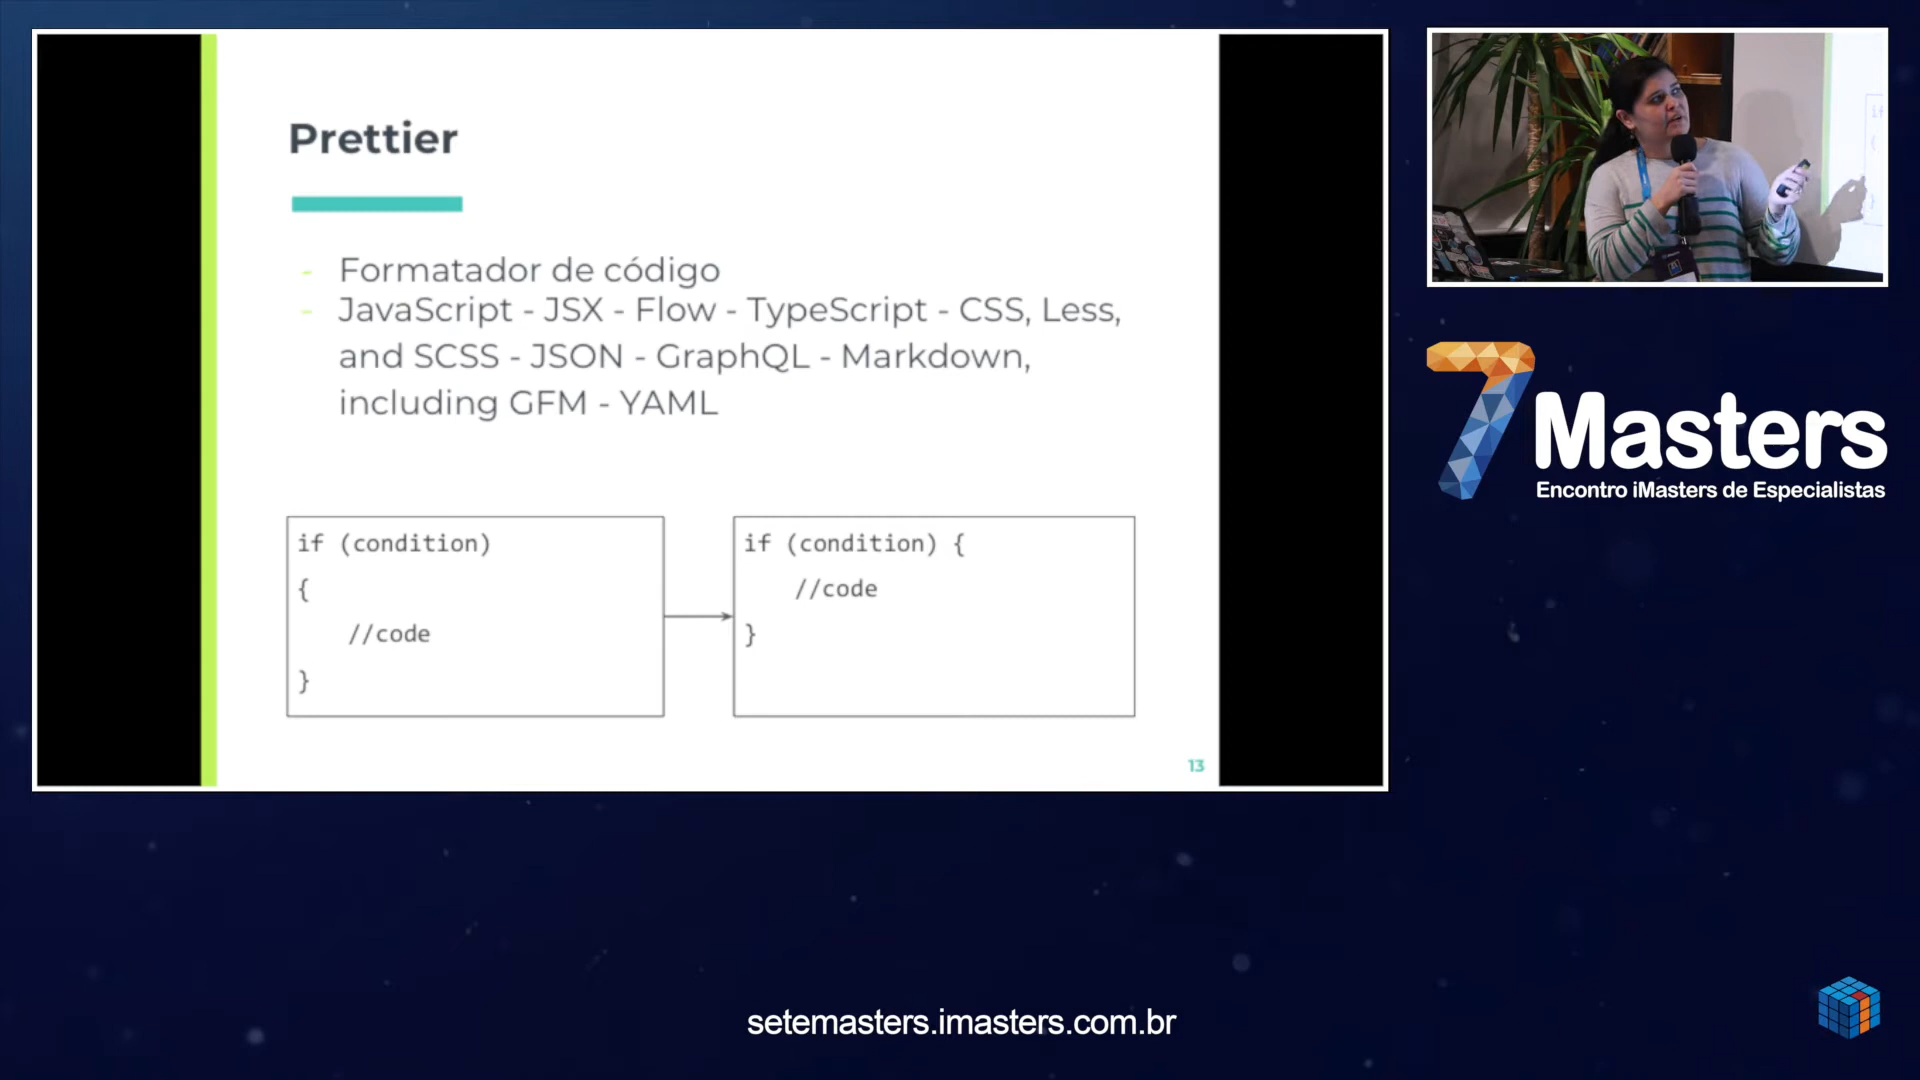 Prettier
- Formatador de código
- JavaScript - JSX - Flow - TypeScript - CSS, Less,
and SCSS - JSON - GraphQL - Markdown,
including GFM - YAML
if (condition)
{
//code
}
if (condition) {
//code
}
13
7Masters
Encontro iMasters de Especialistas
setemasters.imasters.com.br